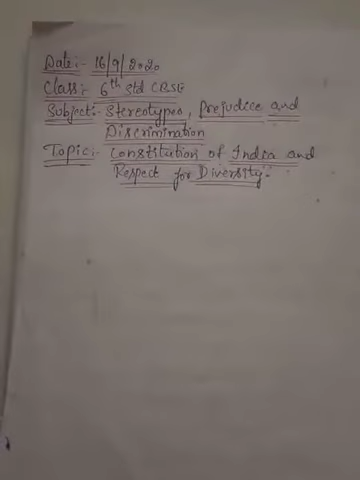 Date:- 16/9/2020
Class:- 6th std CBSE
Subject:- Stereotypes, Prejudice and
Discrimination
Topic:- Constitution of India and
Respect for Diversity:-